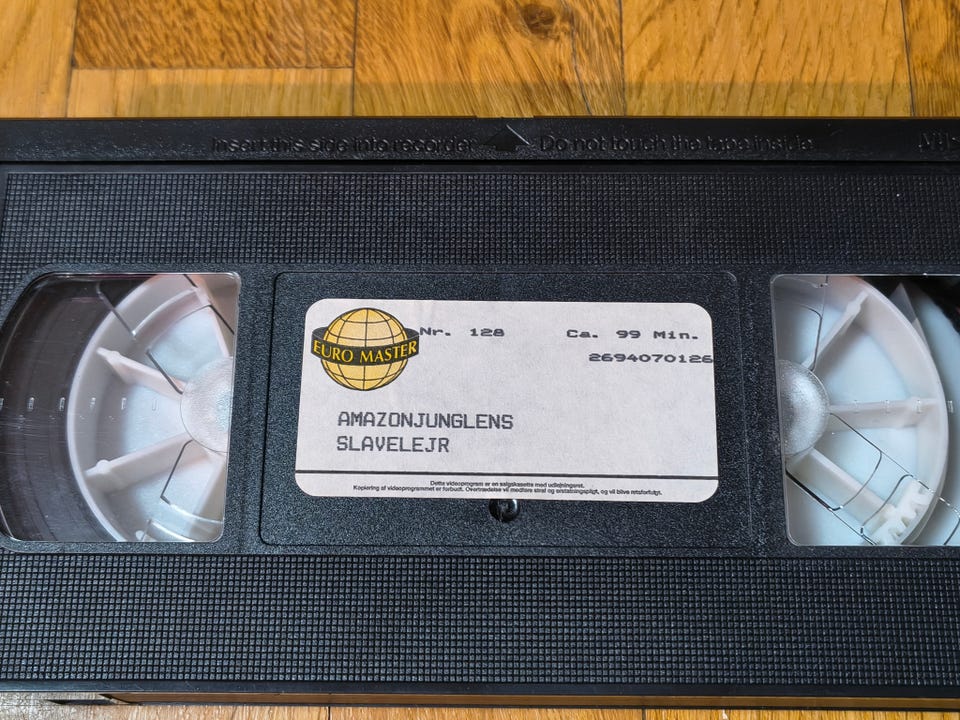 Insert this side into recorder Do not touch the tape inside VHS
EURO MASTER
Nr. 128 Ca. 99 Min.
2694070126
AMAZONJUNGLENS
SLAVELEJR
Dette videoprogram er en salgskassette med udlejningsret.
Kopiering af videoprogrammet er forbudt. Overtrædelse vil medføre straf og erstatningspligt, og vil blive retsforfulgt.